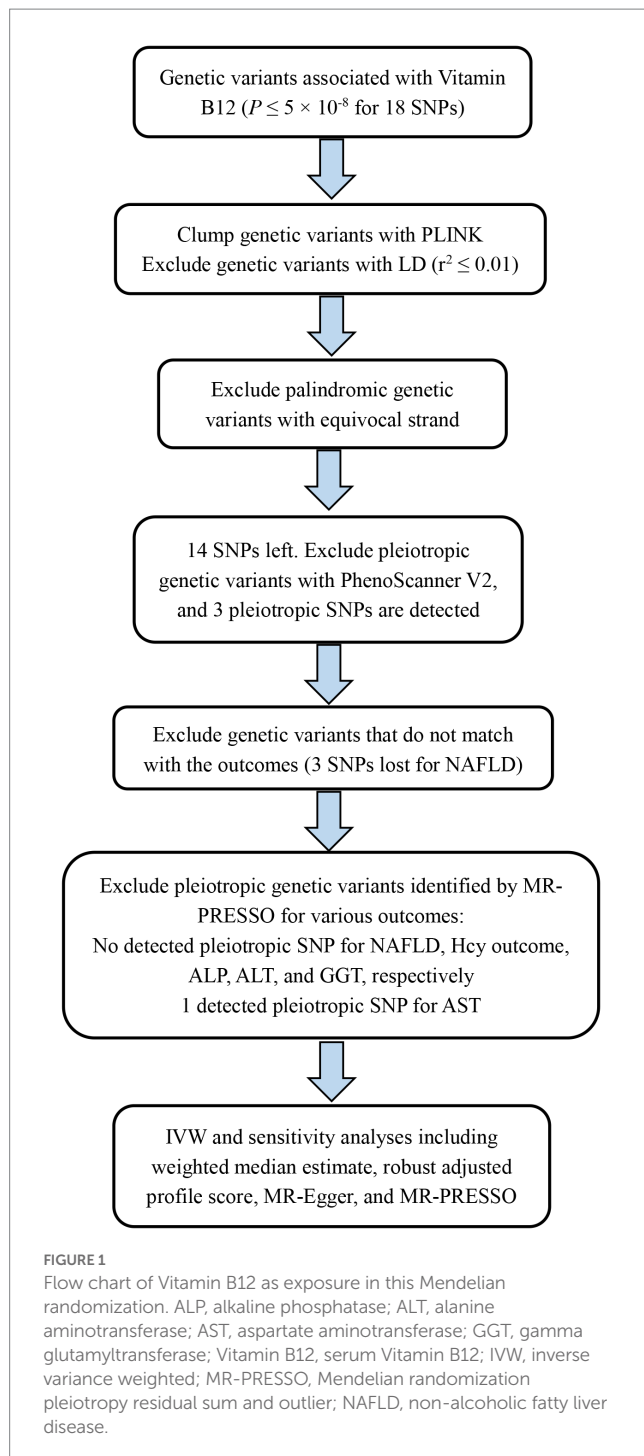 Genetic variants associated with Vitamin
B12 (P ≤ 5 × 10⁻⁸ for 18 SNPs)
Clump genetic variants with PLINK
Exclude genetic variants with LD (r² ≤ 0.01)
Exclude palindromic genetic
variants with equivocal strand
14 SNPs left. Exclude pleiotropic
genetic variants with PhenoScanner V2,
and 3 pleiotropic SNPs are detected
Exclude genetic variants that do not match
with the outcomes (3 SNPs lost for NAFLD)
Exclude pleiotropic genetic variants identified by MR-
PRESSO for various outcomes:
No detected pleiotropic SNP for NAFLD, Hcy outcome,
ALP, ALT, and GGT, respectively
1 detected pleiotropic SNP for AST
IVW and sensitivity analyses including
weighted median estimate, robust adjusted
profile score, MR-Egger, and MR-PRESSO
FIGURE 1
Flow chart of Vitamin B12 as exposure in this Mendelian
randomization. ALP, alkaline phosphatase; ALT, alanine
aminotransferase; AST, aspartate aminotransferase; GGT, gamma
glutamyltransferase; Vitamin B12, serum Vitamin B12; IVW, inverse
variance weighted; MR-PRESSO, Mendelian randomization
pleiotropy residual sum and outlier; NAFLD, non-alcoholic fatty liver
disease.